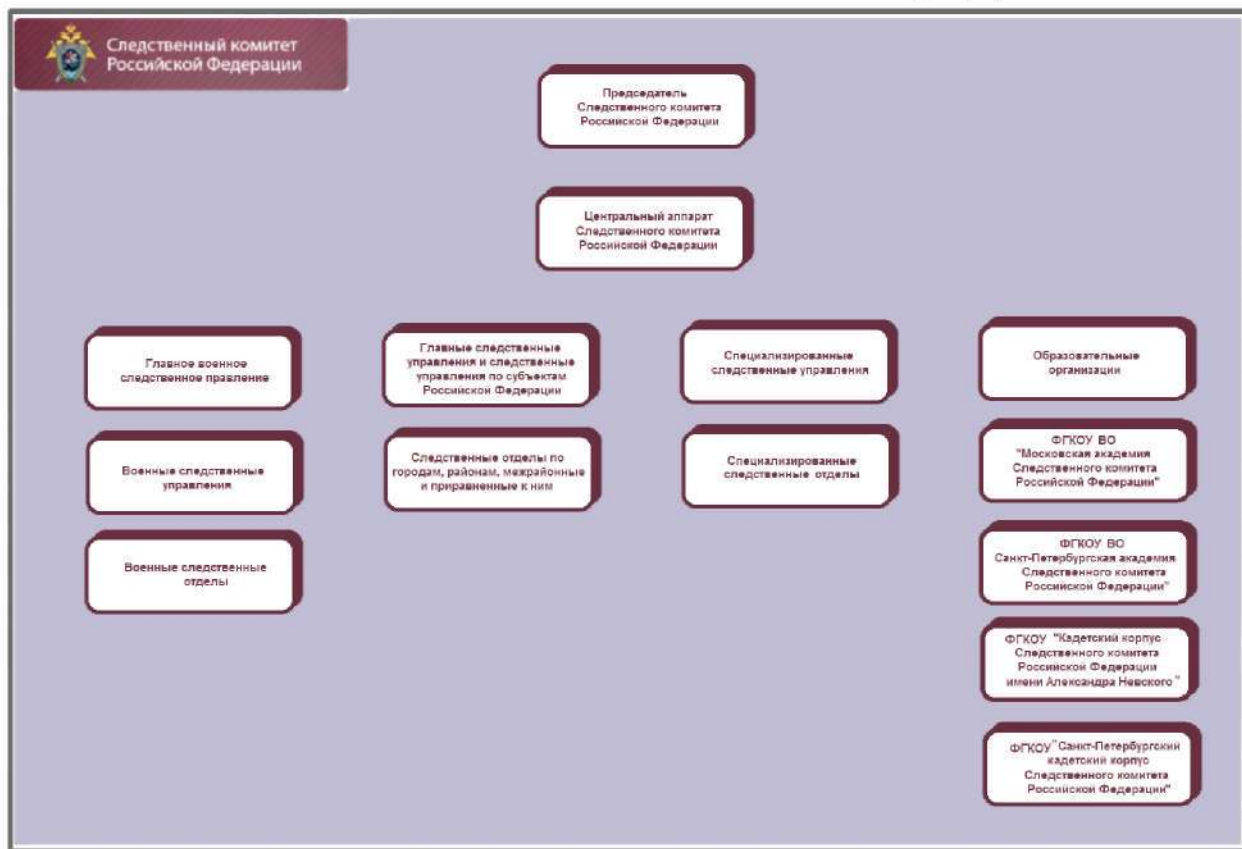 Следственный комитет
Российской Федерации
Председатель
Следственного комитета
Российской Федерации
Центральный аппарат
Следственного комитета
Российской Федерации
Главное военное
следственное правление
Военные следственные
управления
Военные следственные
отделы
Главные следственные
управления и следственные
управления по субъектам
Российской Федерации
Следственные отделы по
городам, районам, межрайонные
и приравненные к ним
Специализированные
следственные управления
Специализированные
следственные отделы
Образовательные
организации
ФГКОУ ВО
"Московская академия
Следственного комитета
Российской Федерации"
ФГКОУ ВО
Санкт-Петербургская академия
Следственного комитета
Российской Федерации"
ФГКОУ "Кадетский корпус
Следственного комитета
Российской Федерации
имени Александра Невского"
ФГКОУ "Санкт-Петербургский
кадетский корпус
Следственного комитета
Российской Федерации"